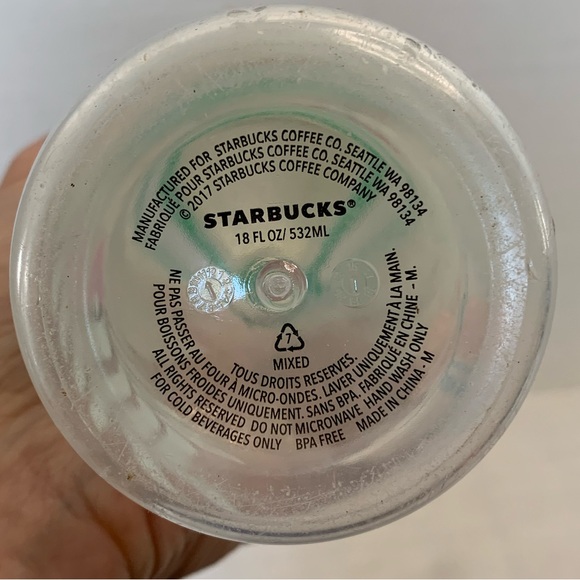 MANUFACTURED FOR STARBUCKS COFFEE CO. SEATTLE WA 98134
FABRIQUÉ POUR STARBUCKS COFFEE CO. SEATTLE WA 98134
© 2017 STARBUCKS COFFEE COMPANY
STARBUCKS®
18 FL OZ/ 532ML
7
MIXED
TOUS DROITS RESERVES.
NE PAS PASSER AU FOUR À MICRO-ONDES. LAVER UNIQUEMENT À LA MAIN.
POUR BOISSONS FROIDES UNIQUEMENT. SANS BPA. FABRIQUÉ EN CHINE - M.
ALL RIGHTS RESERVED DO NOT MICROWAVE HAND WASH ONLY
FOR COLD BEVERAGES ONLY BPA FREE MADE IN CHINA - M